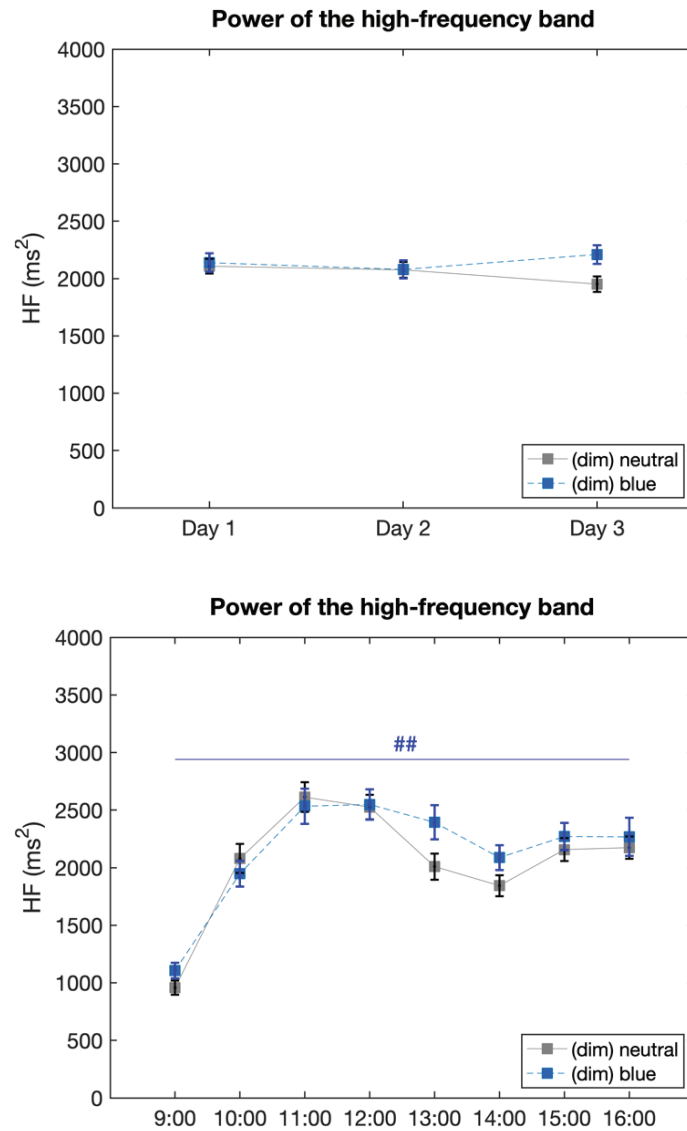 Power of the high-frequency band
4000
3500
3000
2500
2000
1500
1000
500
0
HF (ms²)
Day 1 Day 2 Day 3
(dim) neutral
(dim) blue
Power of the high-frequency band
4000
3500
3000
2500
2000
1500
1000
500
0
HF (ms²)
##
9:00 10:00 11:00 12:00 13:00 14:00 15:00 16:00
(dim) neutral
(dim) blue